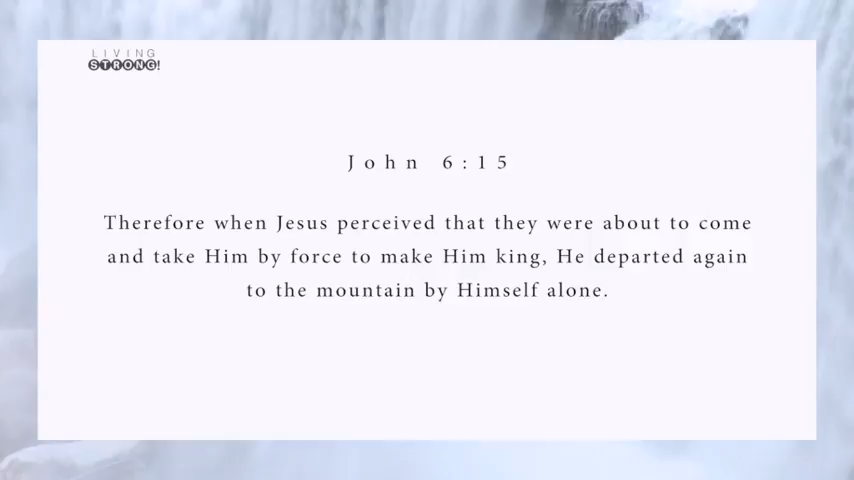 LIVING
STRONG!
John 6:15
Therefore when Jesus perceived that they were about to come
and take Him by force to make Him king, He departed again
to the mountain by Himself alone.